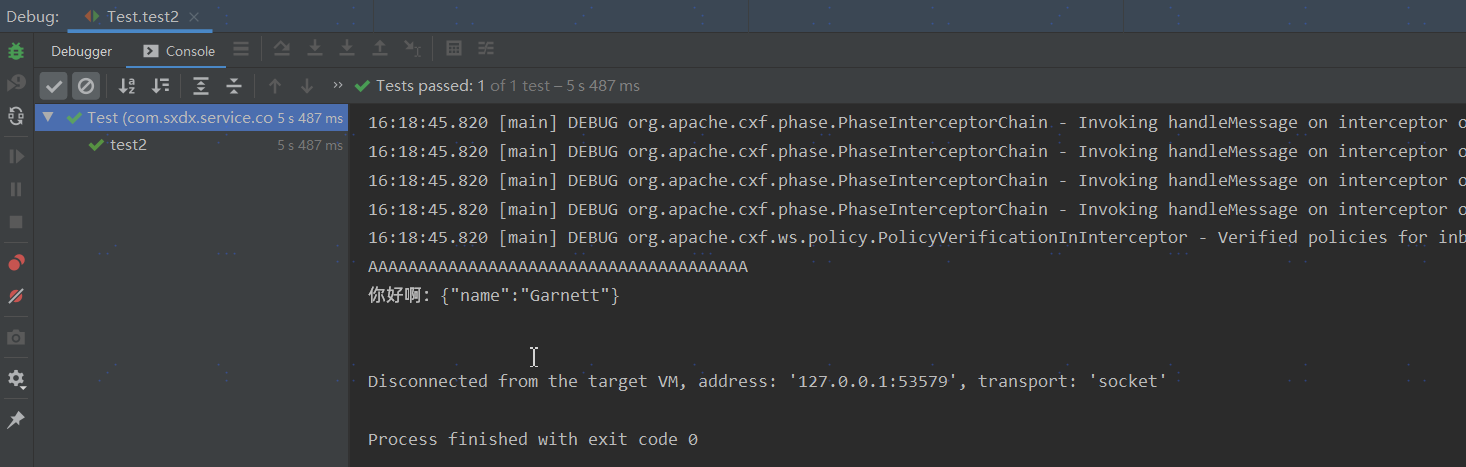 Debug: Test.test2
Debugger Console
Tests passed: 1 of 1 test – 5 s 487 ms
Test (com.sxdx.service.co 5 s 487 ms
test2 5 s 487 ms
16:18:45.820 [main] DEBUG org.apache.cxf.phase.PhaseInterceptorChain - Invoking handleMessage on interceptor o
16:18:45.820 [main] DEBUG org.apache.cxf.phase.PhaseInterceptorChain - Invoking handleMessage on interceptor o
16:18:45.820 [main] DEBUG org.apache.cxf.phase.PhaseInterceptorChain - Invoking handleMessage on interceptor o
16:18:45.820 [main] DEBUG org.apache.cxf.phase.PhaseInterceptorChain - Invoking handleMessage on interceptor o
16:18:45.820 [main] DEBUG org.apache.cxf.ws.policy.PolicyVerificationInInterceptor - Verified policies for inb
AAAAAAAAAAAAAAAAAAAAAAAAAAAAAAAAAAAAAA
你好啊: {"name":"Garnett"}
Disconnected from the target VM, address: '127.0.0.1:53579', transport: 'socket'
Process finished with exit code 0